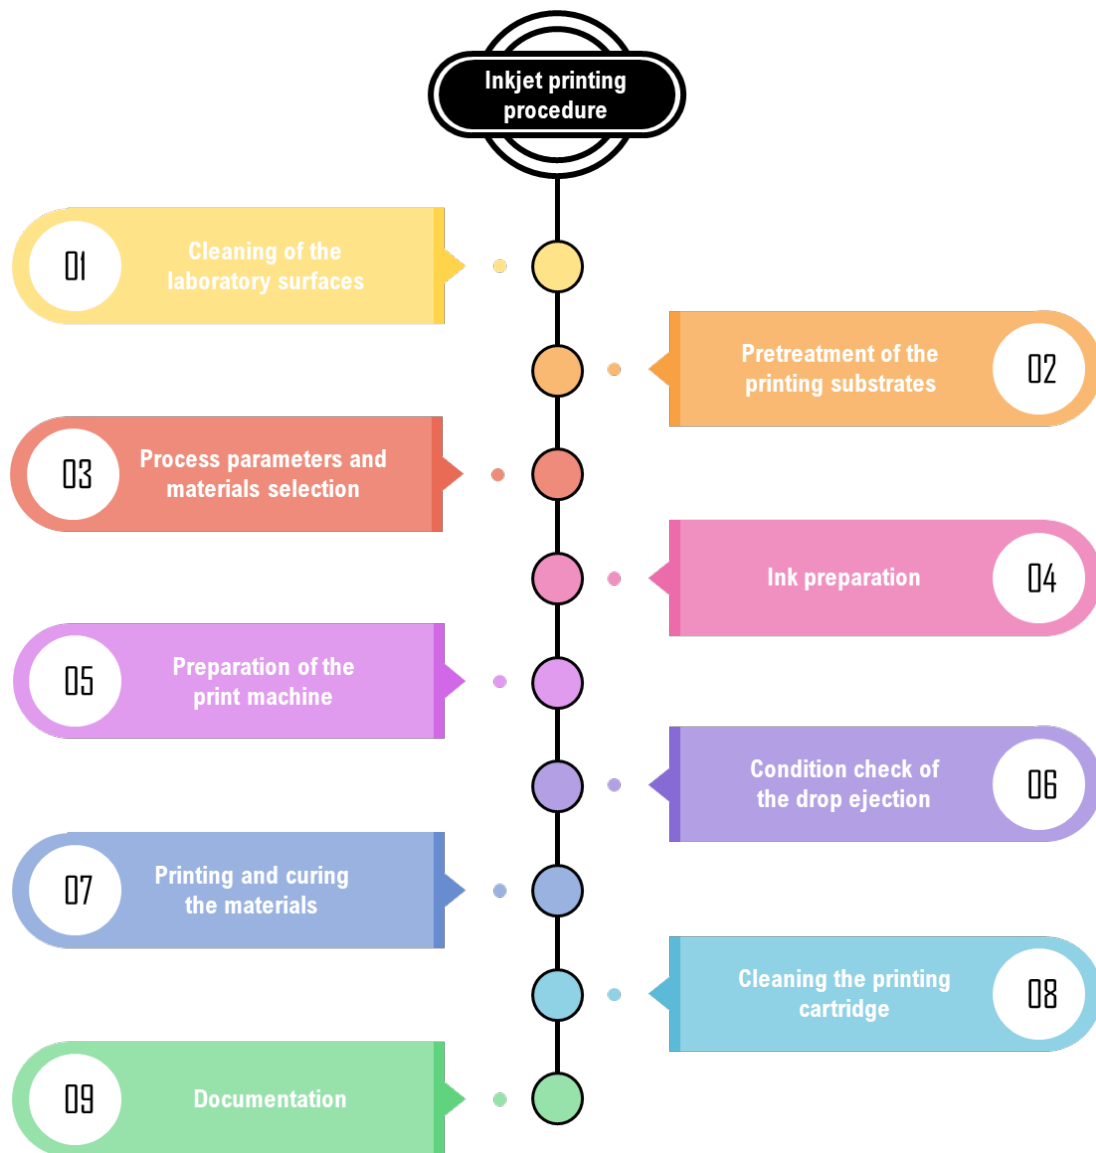 Inkjet printing
procedure
01
Cleaning of the
laboratory surfaces
02
Pretreatment of the
printing substrates
03
Process parameters and
materials selection
04
Ink preparation
05
Preparation of the
print machine
06
Condition check of
the drop ejection
07
Printing and curing
the materials
08
Cleaning the printing
cartridge
09
Documentation